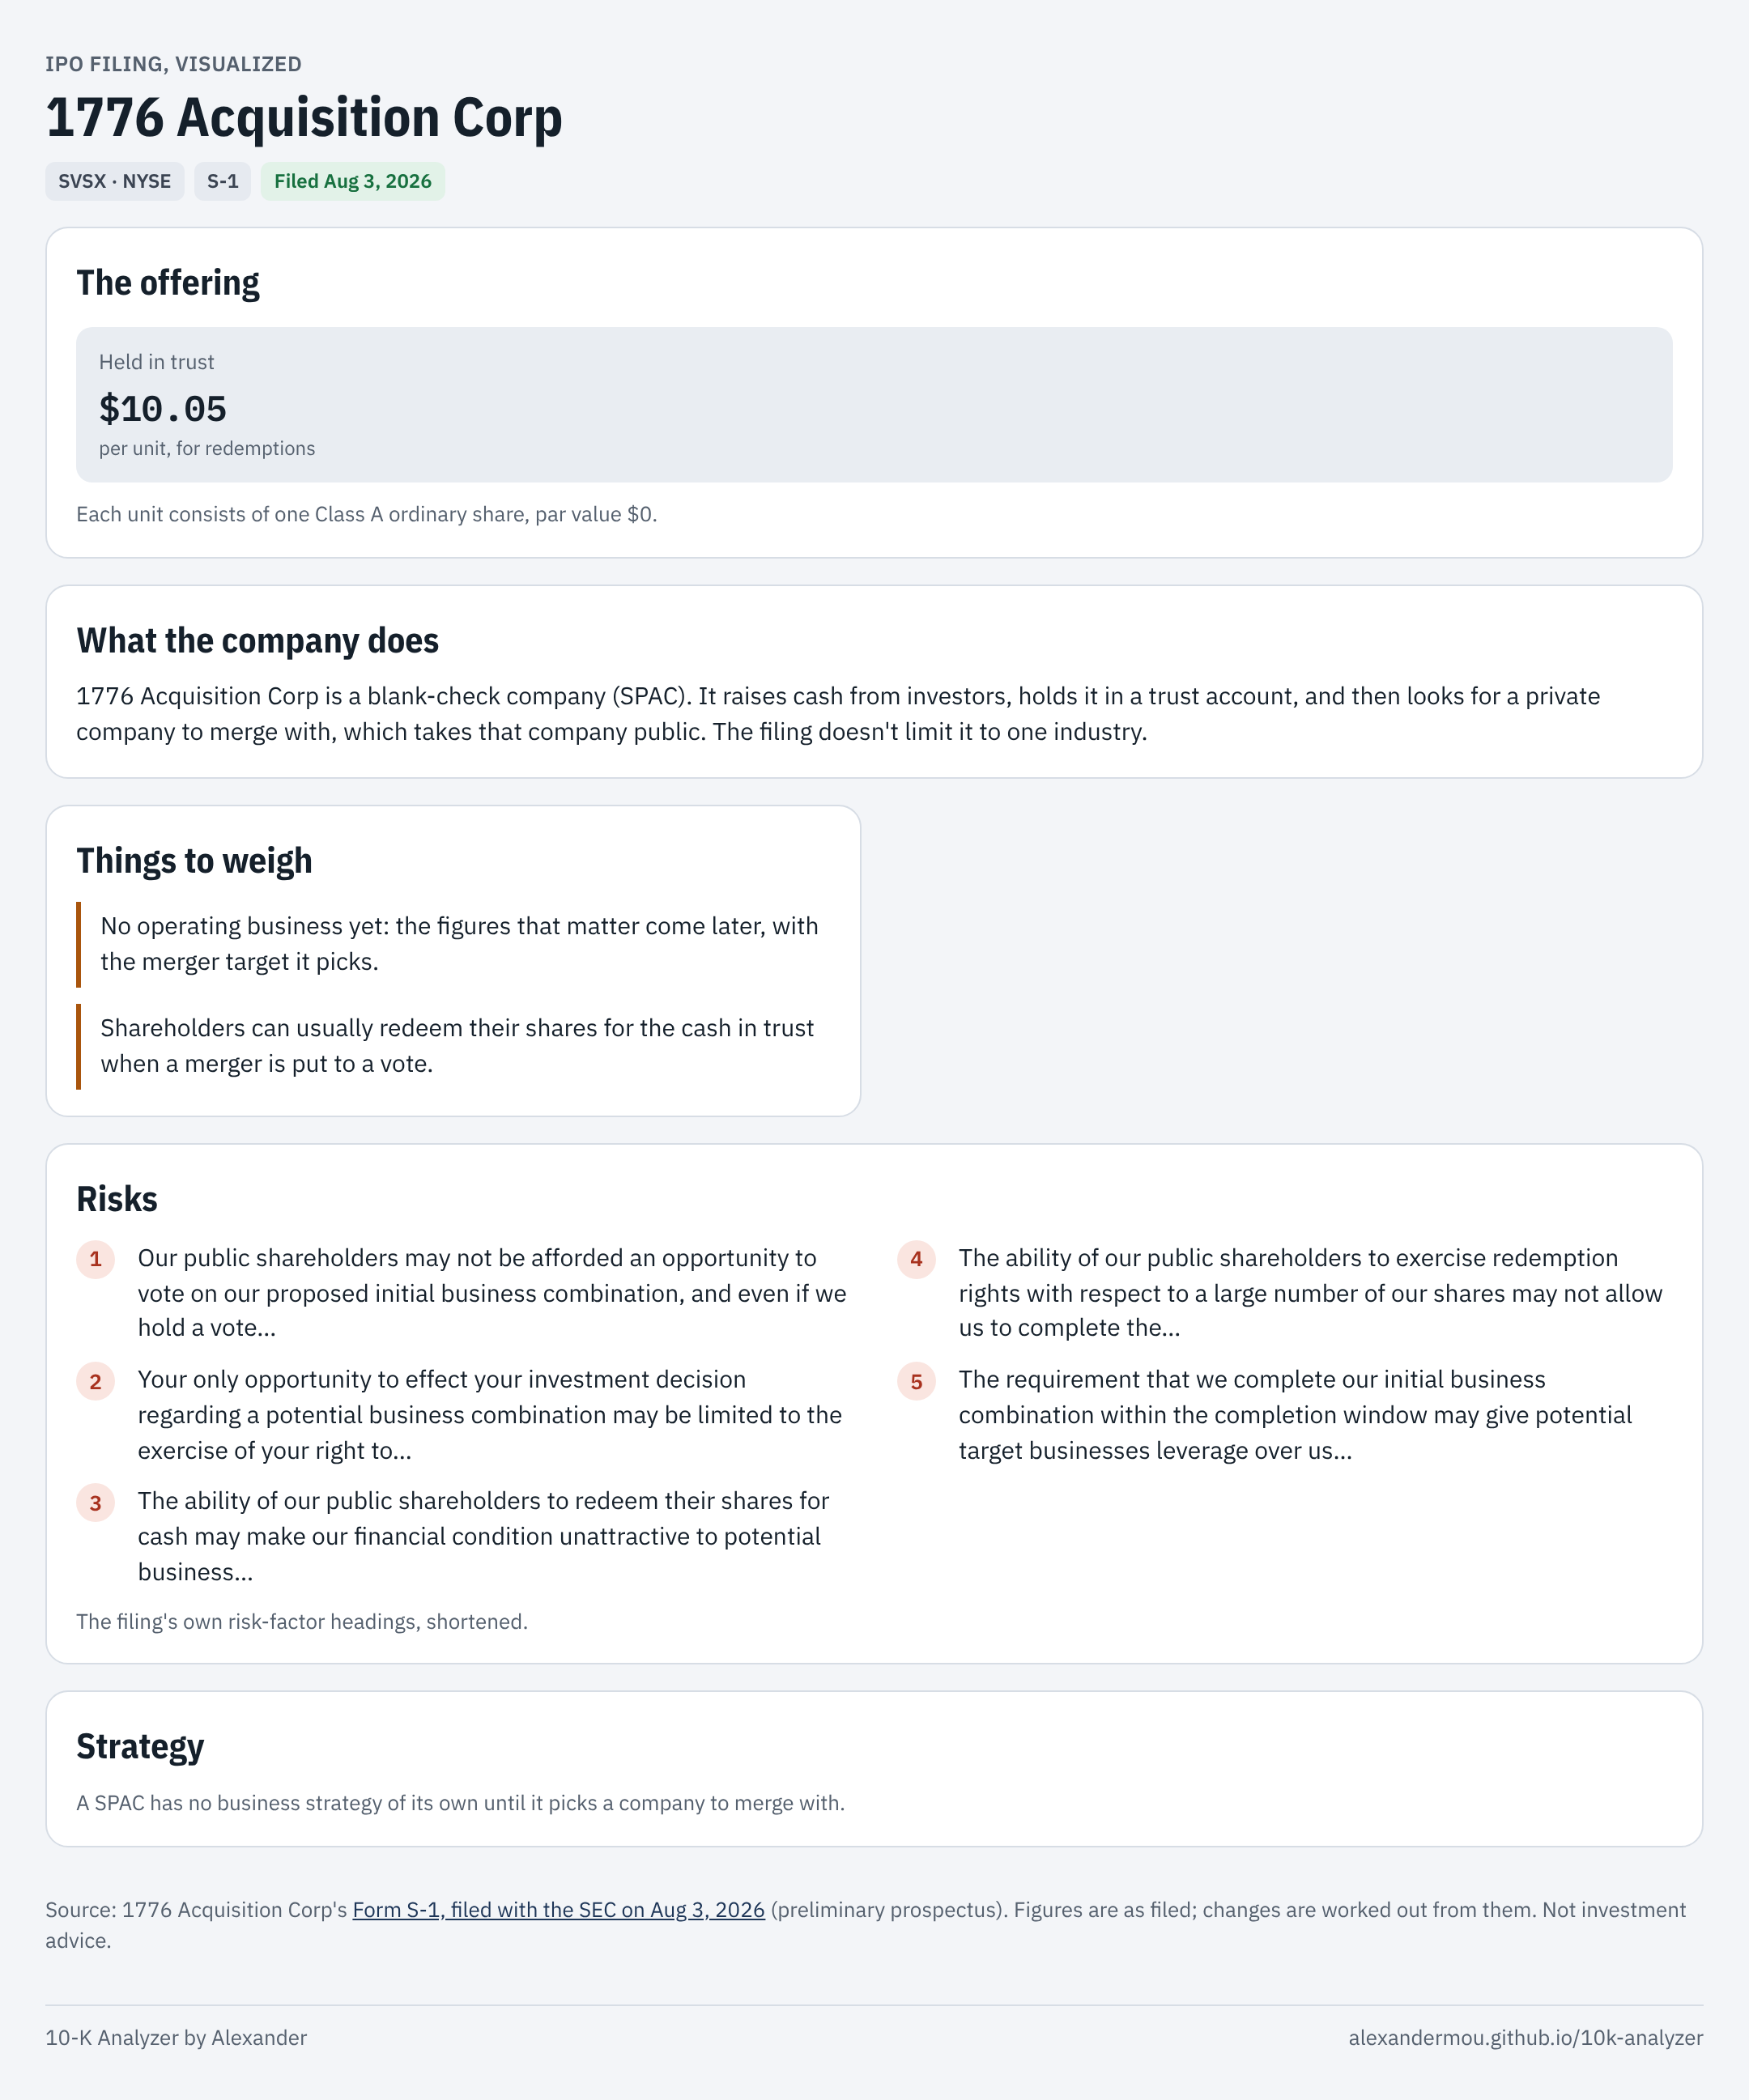 IPO FILING, VISUALIZED
1776 Acquisition Corp
SVSX · NYSE
S-1
Filed Aug 3, 2026
The offering
Held in trust
$10.05
per unit, for redemptions
Each unit consists of one Class A ordinary share, par value $0.
What the company does
1776 Acquisition Corp is a blank-check company (SPAC). It raises cash from investors, holds it in a trust account, and then looks for a private
company to merge with, which takes that company public. The filing doesn't limit it to one industry.
Things to weigh
No operating business yet: the figures that matter come later, with
the merger target it picks.
Shareholders can usually redeem their shares for the cash in trust
when a merger is put to a vote.
Risks
1
Our public shareholders may not be afforded an opportunity to
vote on our proposed initial business combination, and even if we
hold a vote...
2
Your only opportunity to effect your investment decision
regarding a potential business combination may be limited to the
exercise of your right to...
3
The ability of our public shareholders to redeem their shares for
cash may make our financial condition unattractive to potential
business...
4
The ability of our public shareholders to exercise redemption
rights with respect to a large number of our shares may not allow
us to complete the...
5
The requirement that we complete our initial business
combination within the completion window may give potential
target businesses leverage over us...
The filing's own risk-factor headings, shortened.
Strategy
A SPAC has no business strategy of its own until it picks a company to merge with.
Source: 1776 Acquisition Corp's Form S-1, filed with the SEC on Aug 3, 2026 (preliminary prospectus). Figures are as filed; changes are worked out from them. Not investment
advice.
10-K Analyzer by Alexander
alexandermou.github.io/10k-analyzer